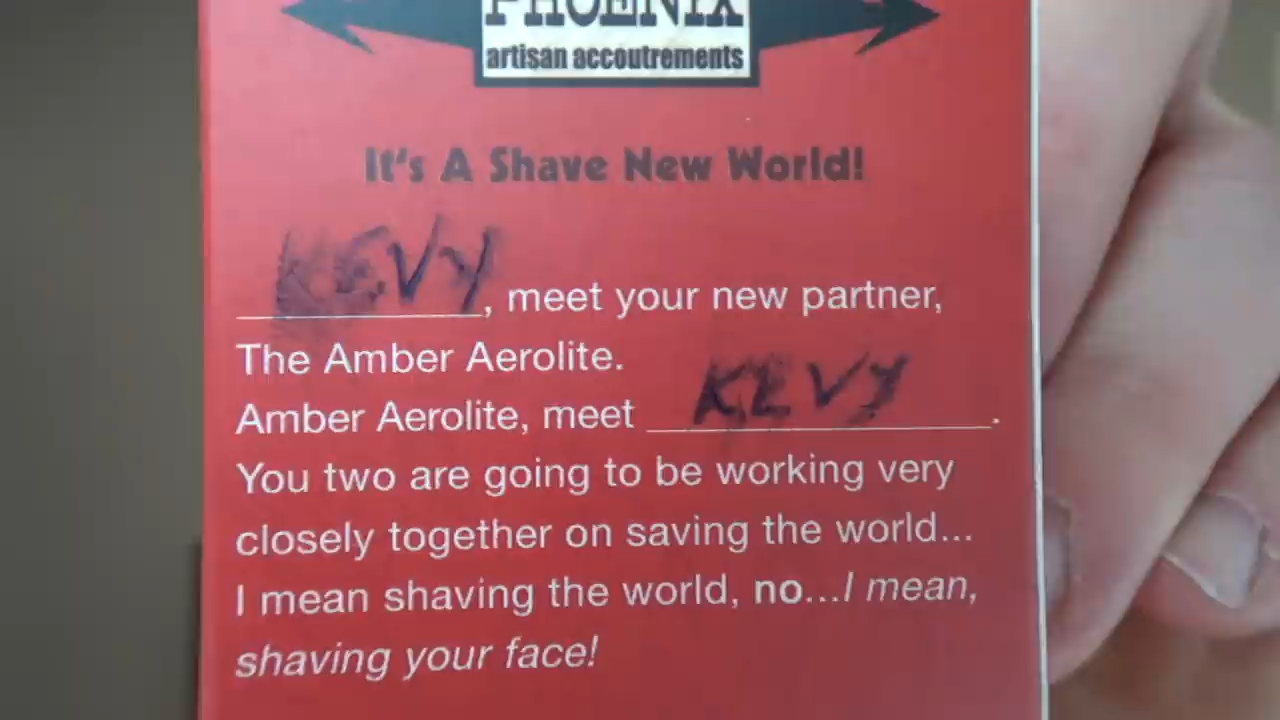 PHOENIX
artisan accoutrements
It's A Shave New World!
KEVY, meet your new partner,
The Amber Aerolite.
Amber Aerolite, meet KEVY.
You two are going to be working very
closely together on saving the world...
I mean shaving the world, no...I mean,
shaving your face!